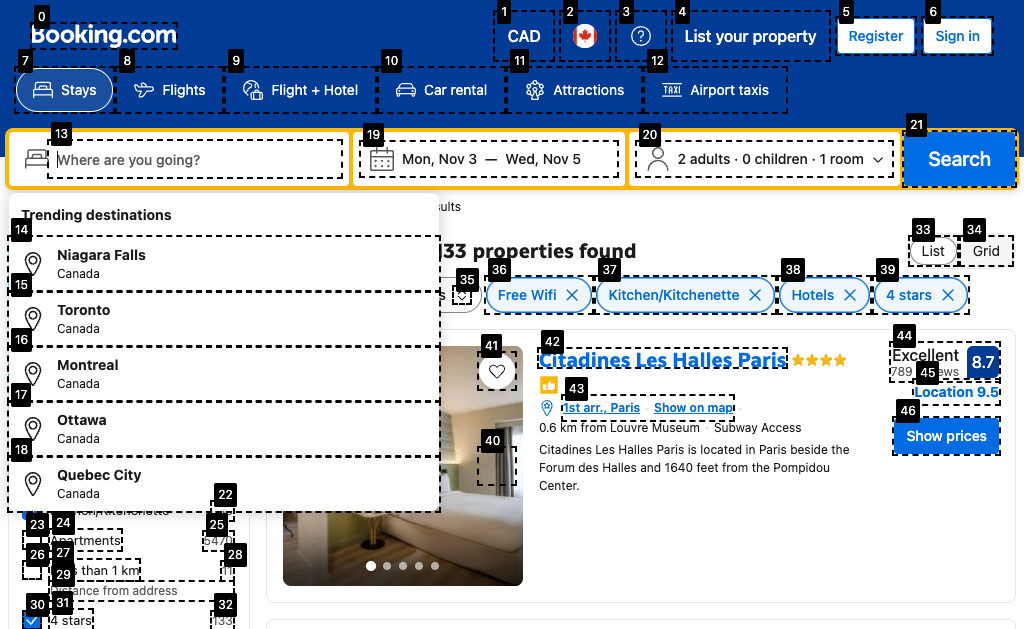 0
1
2
3
4
5
6
Booking.com
CAD
List your property
Register
Sign in
7
8
9
10
11
12
Stays
Flights
Flight + Hotel
Car rental
Attractions
Airport taxis
13
19
20
21
Where are you going?
Mon, Nov 3 — Wed, Nov 5
2 adults · 0 children · 1 room
Search
Trending destinations
14
Niagara Falls
Canada
15
Toronto
Canada
16
Montreal
Canada
17
Ottawa
Canada
18
Quebec City
Canada
133 properties found
33
34
List
Grid
35
36
37
38
39
Free Wifi
Kitchen/Kitchenette
Hotels
4 stars
40
41
42
Citadines Les Halles Paris
43
1st arr., Paris
Show on map
0.6 km from Louvre Museum · Subway Access
Citadines Les Halles Paris is located in Paris beside the
Forum des Halles and 1640 feet from the Pompidou
Center.
44
Excellent
789
8.7
45
Location 9.5
46
Show prices
22
23
24
25
Apartments
5470
26
27
28
than 1 km
11
29
Distance from address
30
31
32
4 stars
133